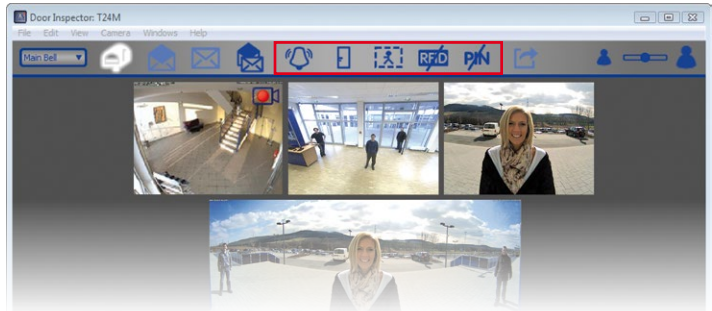 Door Inspector: T24M
File Edit View Camera Windows Help
Main Bell
RFID
PIN